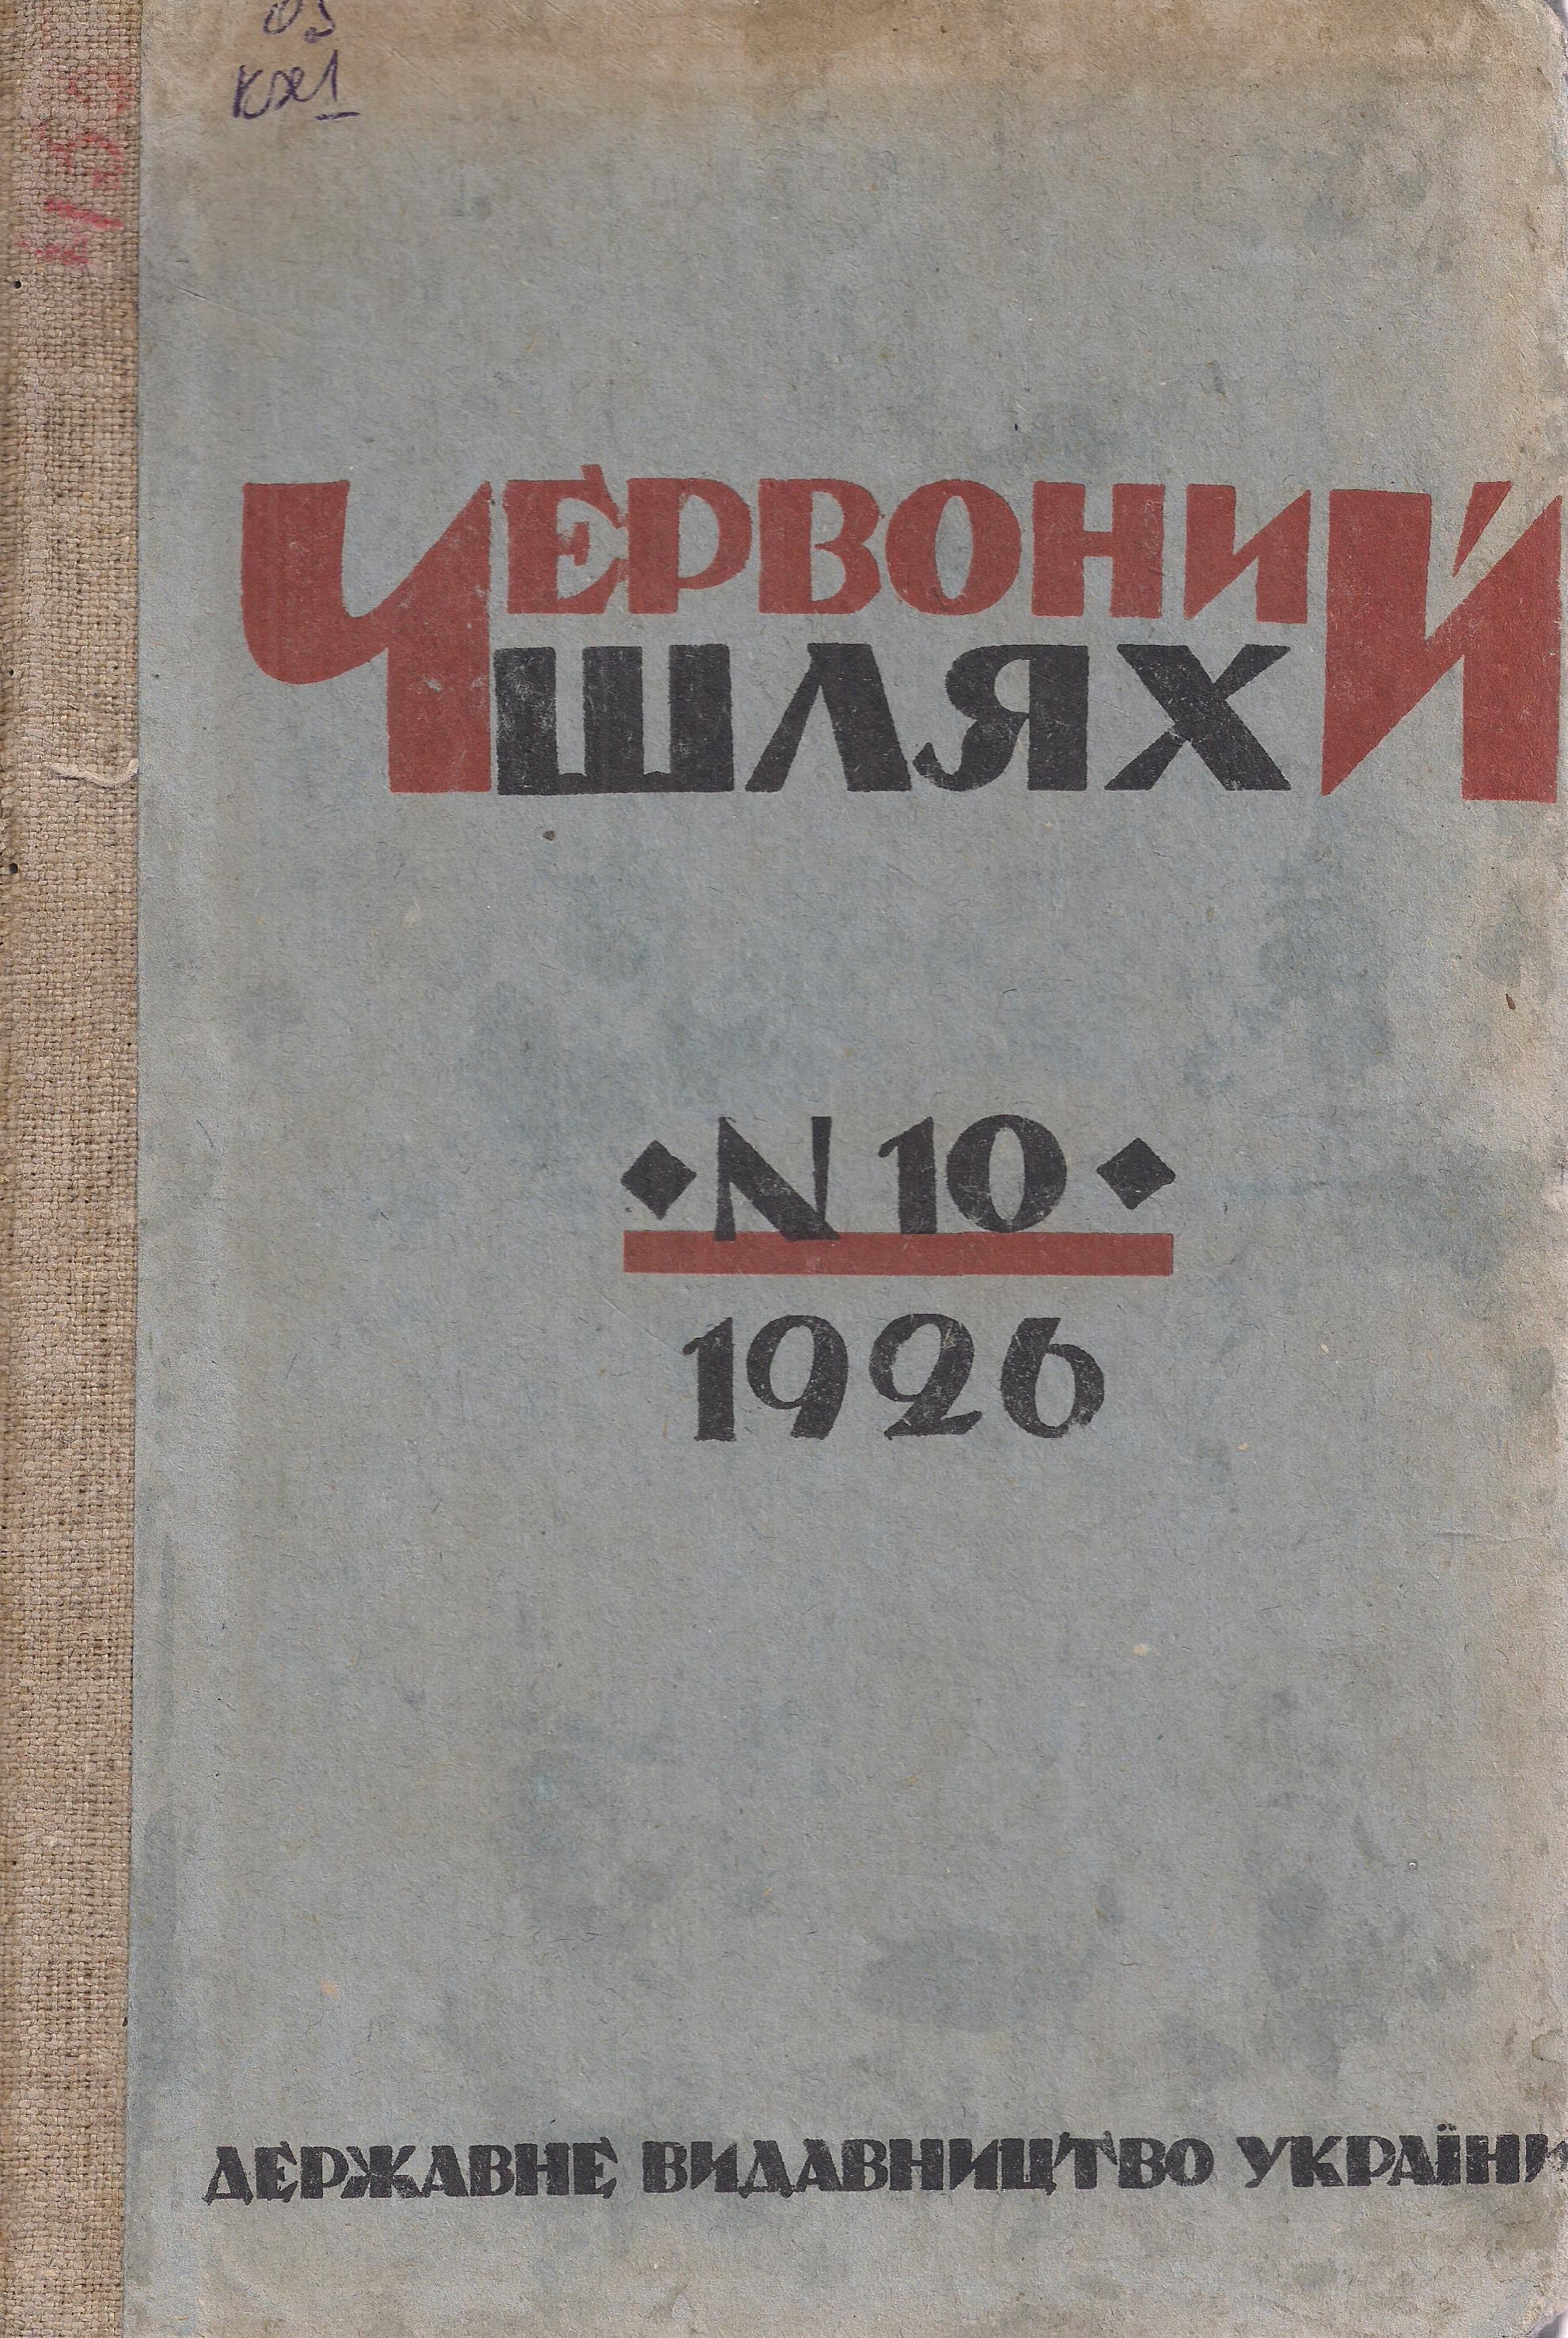 ЧЕРВОНИЙ
ШЛЯХ
N 10
1926
ДЕРЖАВНЕ ВИДАВНИЦТВО УКРАЇНИ